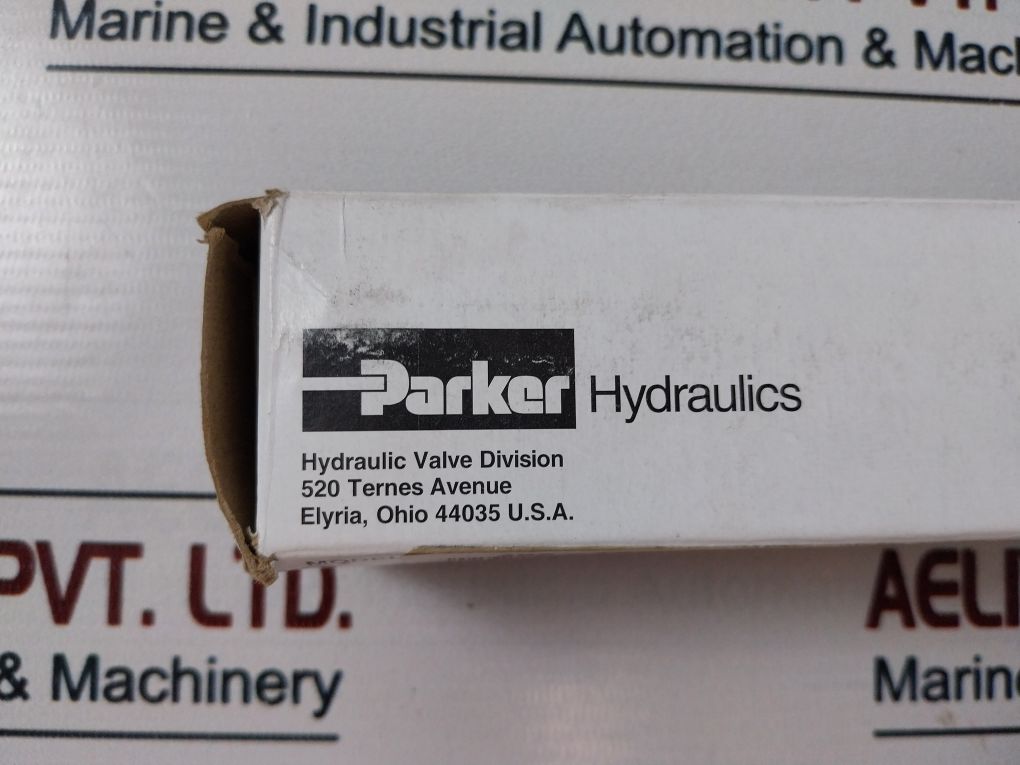 Marine & Industrial Automation & Mac
Parker Hydraulics
Hydraulic Valve Division
520 Ternes Avenue
Elyria, Ohio 44035 U.S.A.
PVT. LTD.
& Machinery
AELI
Marin